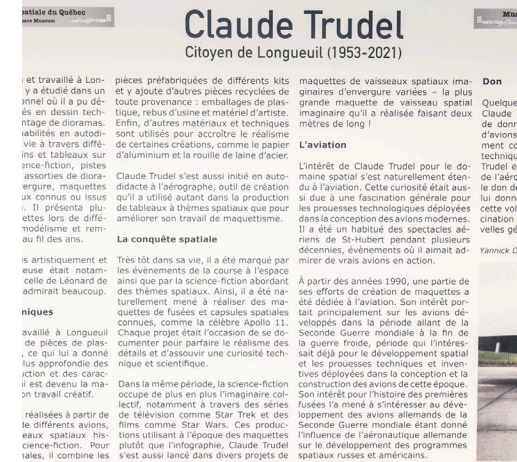 patiale du Québec
ace Museum
Claude Trudel
Citoyen de Longueuil (1953-2021)
Mus
et travaillé à Lon-
y a étudié dans un
nnel où il a pu dé-
és en dessin tech-
ntage de dioramas.
abilités en autodi-
vie à travers diffé-
ins et tableaux sur
nce-fiction, pistes
assorties de diora-
vergure, maquettes
ux connus ou issus
. Il présenta plu-
ettes lors de diffé-
modélisme et rem-
au fil des ans.
is artistiquement et
euse était notam-
celle de Léonard de
admirait beaucoup.
niques
availlé à Longueuil
de pièces de plas-
, ce qui lui a donné
lus approfondie des
ction et des carac-
i est devenu la ma-
on travail créatif.
réalisées à partir de
e différents avions,
eaux spatiaux his-
cience-fiction. Pour
nales, il combine les
pièces préfabriquées de différents kits
et y ajoute d'autres pièces recyclées de
toute provenance : emballages de plas-
tique, rebus d'usine et matériel d'artiste.
Enfin, d'autres matériaux et techniques
sont utilisés pour accroître le réalisme
de certaines créations, comme le papier
d'aluminium et la rouille de laine d'acier.
Claude Trudel s'est aussi initié en auto-
didacte à l'aérographe, outil de création
qu'il a utilisé autant dans la production
de tableaux à thèmes spatiaux que pour
améliorer son travail de maquettisme.
La conquête spatiale
Très tôt dans sa vie, il a été marqué par
les évènements de la course à l'espace
ainsi que par la science-fiction abordant
des thèmes spatiaux. Ainsi, il a été na-
turellement mené à réaliser des ma-
quettes de fusées et capsules spatiales
connues, comme la célèbre Apollo 11.
Chaque projet était l'occasion de se do-
cumenter pour parfaire le réalisme des
détails et d'assouvir une curiosité tech-
nique et scientifique.
Dans la même période, la science-fiction
occupe de plus en plus l'imaginaire col-
lectif, notamment à travers des séries
de télévision comme Star Trek et des
films comme Star Wars. Ces produc-
tions utilisant à l'époque des maquettes
plutôt que l'infographie, Claude Trudel
s'est aussi lancé dans divers projets de
maquettes de vaisseaux spatiaux ima-
ginaires d'envergure variées – la plus
grande maquette de vaisseau spatial
imaginaire qu'il a réalisée faisant deux
mètres de long !
L'aviation
L'intérêt de Claude Trudel pour le do-
maine spatial s'est naturellement éten-
du à l'aviation. Cette curiosité était aus-
si due à une fascination générale pour
les prouesses technologiques déployées
dans la conception des avions modernes.
Il a été un habitué des spectacles aé-
riens de St-Hubert pendant plusieurs
décennies, évènements où il aimait ad-
mirer de vrais avions en action.
À partir des années 1990, une partie de
ses efforts de création de maquettes a
été dédiée à l'aviation. Son intérêt por-
tait principalement sur les avions dé-
veloppés dans la période allant de la
Seconde Guerre mondiale à la fin de
la guerre froide, période qui l'intéres-
sait déjà pour le développement spatial
et les prouesses techniques et inven-
tives déployées dans la conception et la
construction des avions de cette époque.
Son intérêt pour l'histoire des premières
fusées l'a mené à s'intéresser au déve-
loppement des avions allemands de la
Seconde Guerre mondiale étant donné
l'influence de l'aéronautique allemande
sur le développement des programmes
spatiaux russes et américains.
Don
Quelque
Claude
de donn
d'avions
ment co
techniqu
Trudel e
de l'aéro
le don de
lui donn
cette vol
cination
velles gé
Yannick D